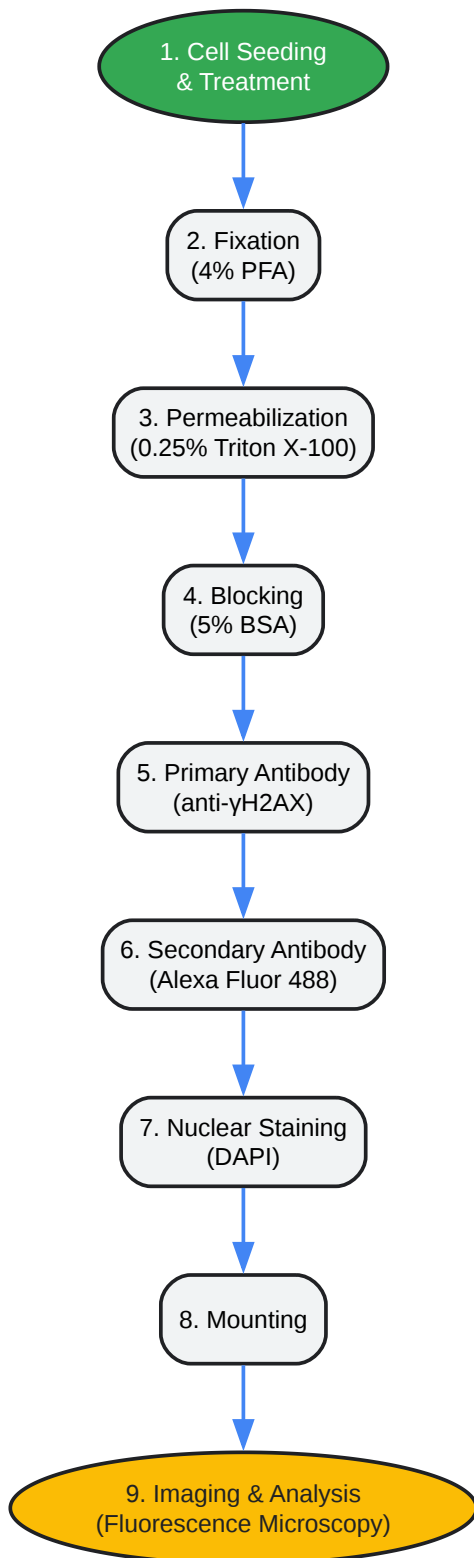 1. Cell Seeding
& Treatment
2. Fixation
(4% PFA)
3. Permeabilization
(0.25% Triton X-100)
4. Blocking
(5% BSA)
5. Primary Antibody
(anti-γH2AX)
6. Secondary Antibody
(Alexa Fluor 488)
7. Nuclear Staining
(DAPI)
8. Mounting
9. Imaging & Analysis
(Fluorescence Microscopy)